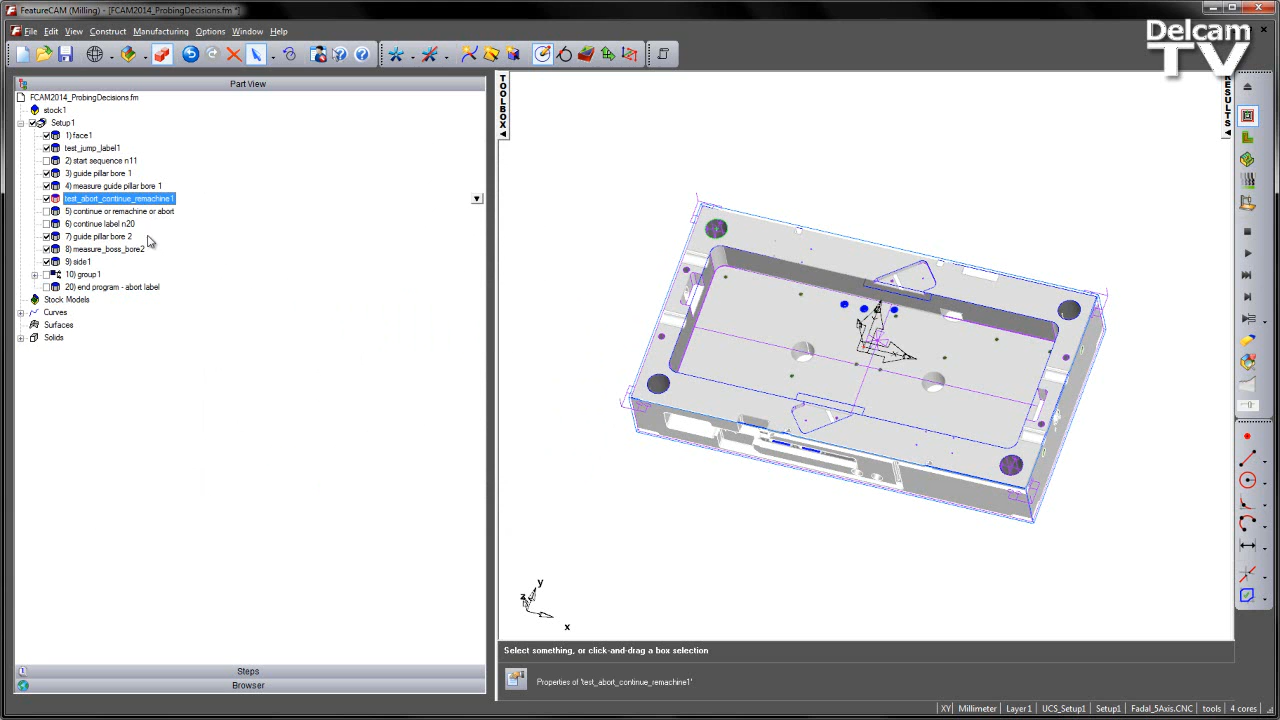 FeatureCAM (Milling) - [FCAM2014_ProbingDecisions.fm *]
File Edit View Construct Manufacturing Options Window Help
Delcam
TV
Part View
FCAM2014_ProbingDecisions.fm
stock1
Setup1
1) face1
test_jump_label1
2) start sequence n11
3) guide pillar bore 1
4) measure guide pillar bore 1
test_abort_continue_remachine1
5) continue or remachine or abort
6) continue label n20
7) guide pillar bore 2
8) measure_boss_bore2
9) side1
10) group1
20) end program - abort label
Stock Models
Curves
Surfaces
Solids
TOOLBOX
RESULTS
y
z
x
Steps
Browser
Select something, or click-and-drag a box selection
Properties of 'test_abort_continue_remachine1'
XY Millimeter Layer1 UCS_Setup1 Setup1 Fadal_5Axis.CNC tools 4 cores